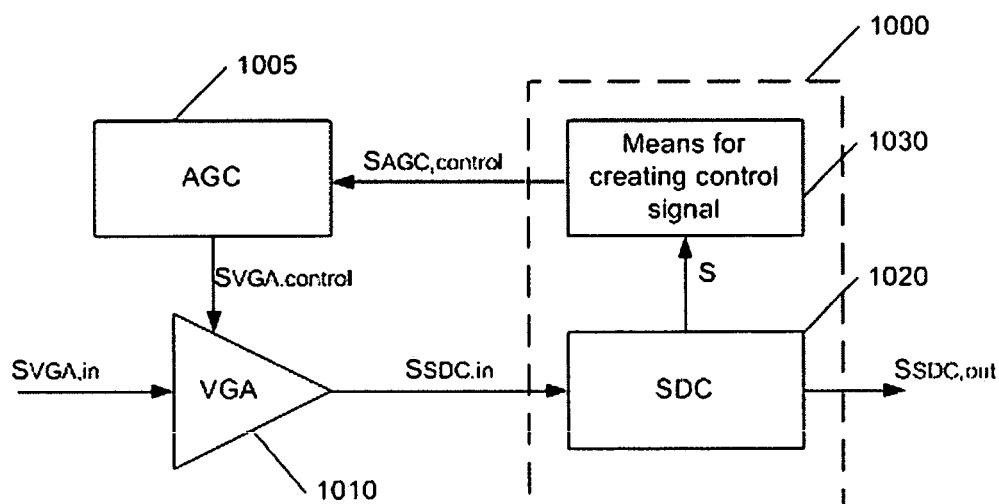 1000
1005
Means for
creating control
signal
1030
AGC
SAGC,control
SVGA.control
S
1020
SVGA,in
VGA
SSDC.in
SDC
SSDC,out
1010